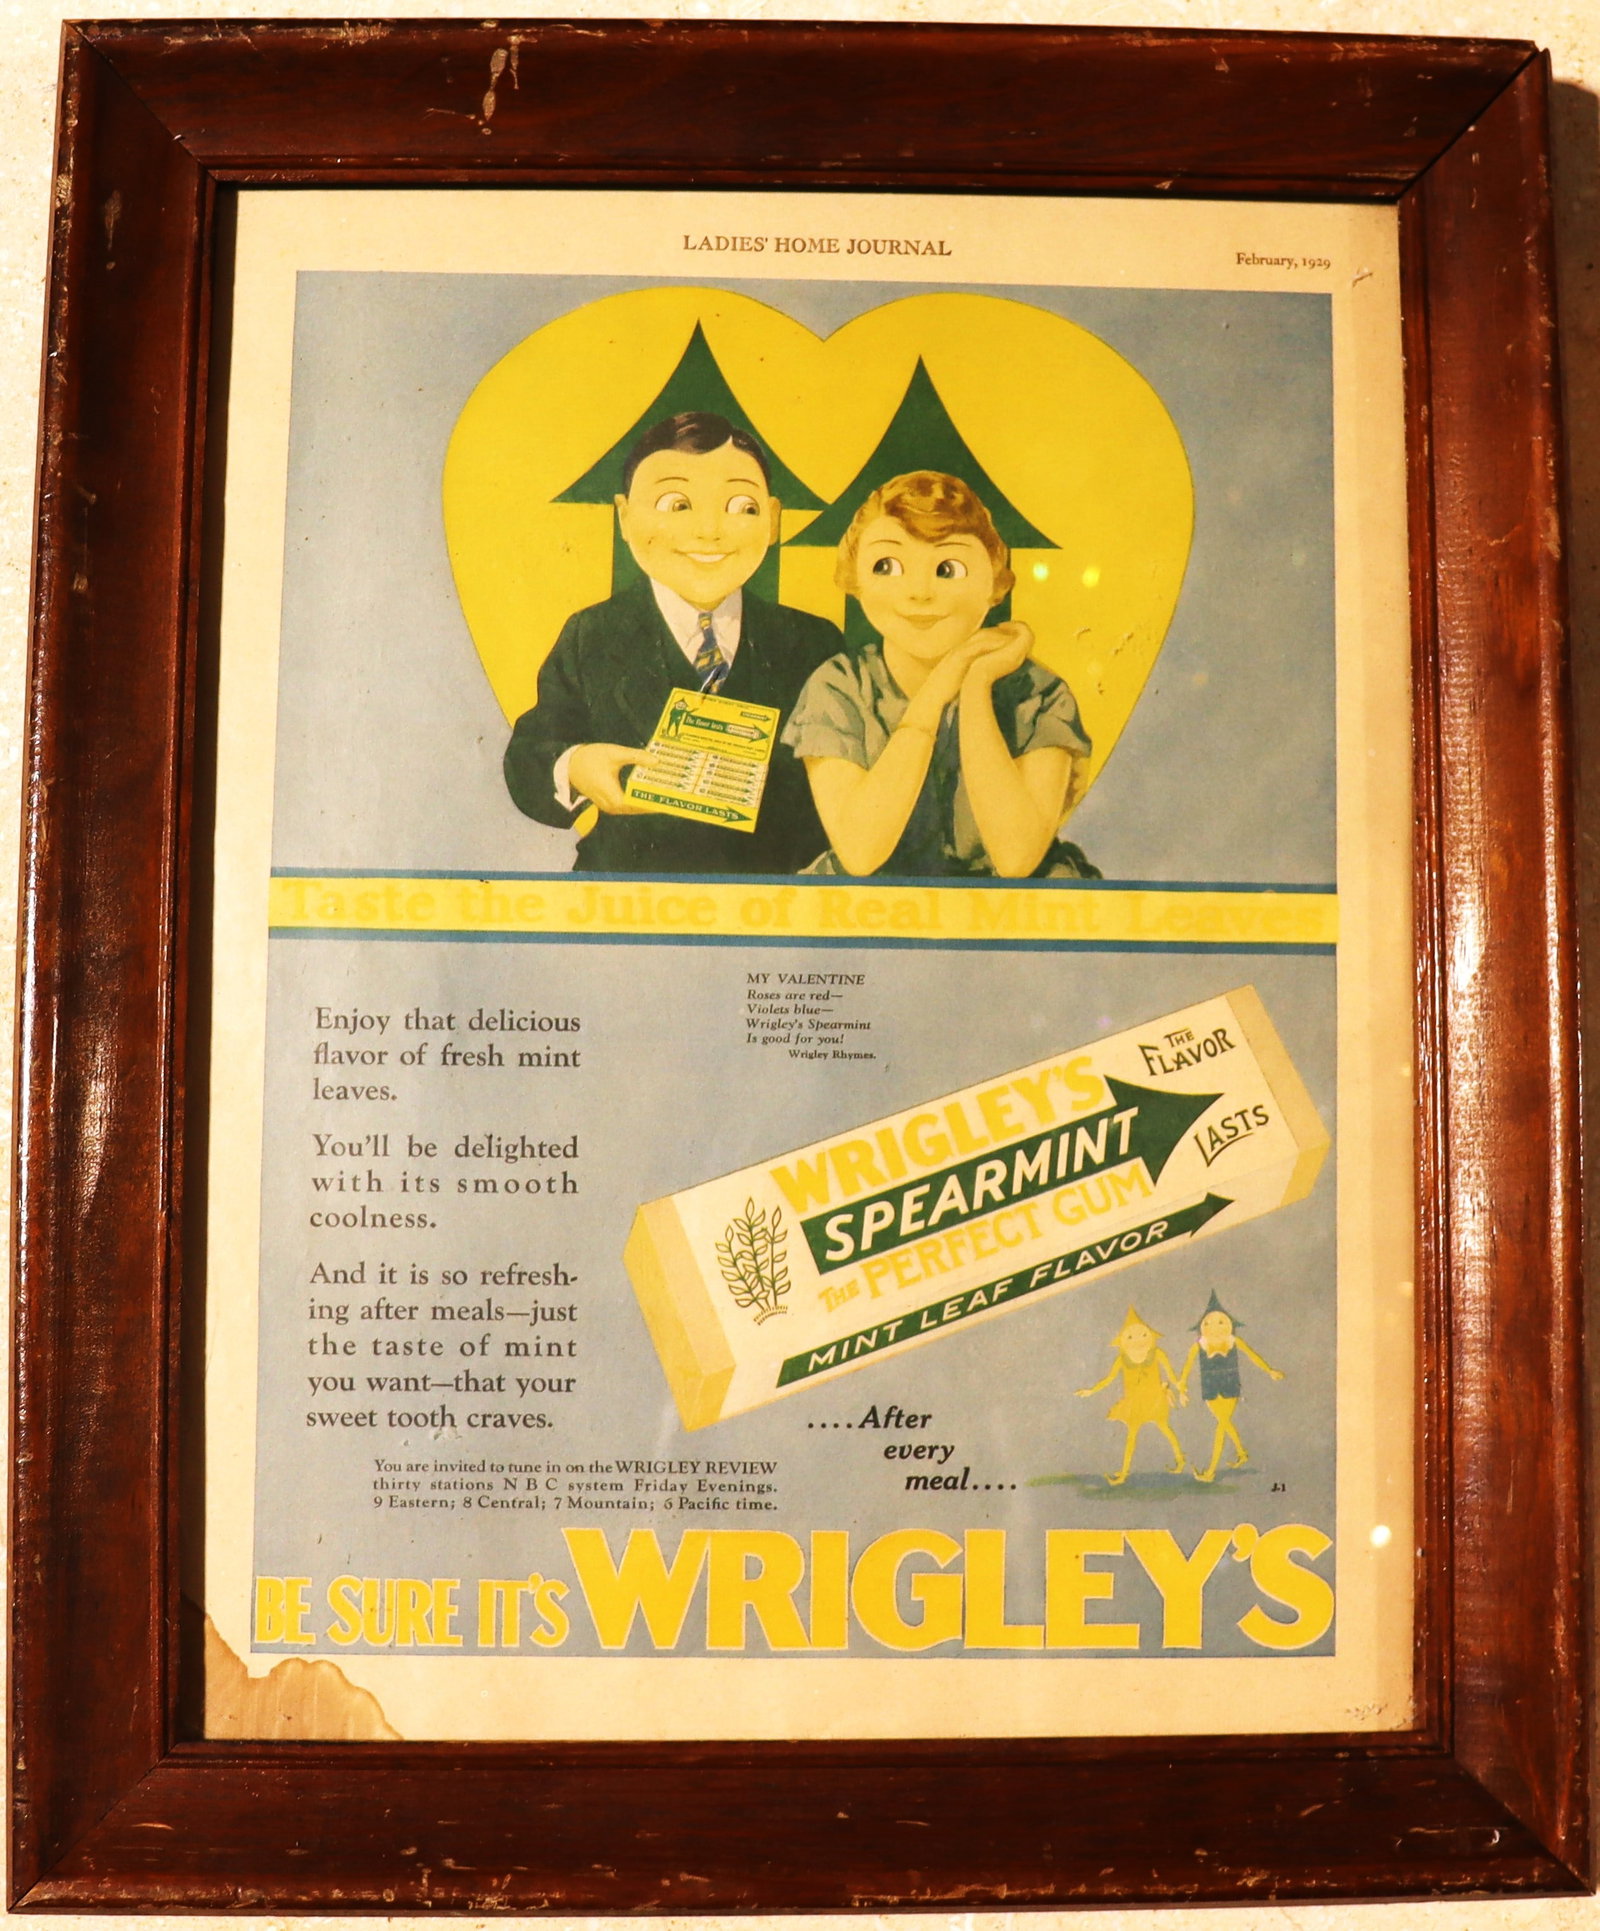 LADIES' HOME JOURNAL
February, 1929
THE FLAVOR LASTS
Taste the Juice of Real Mint Leaves
MY VALENTINE
Roses are red—
Violets blue—
Wrigley's Spearmint
Is good for you!
Wrigley Rhymes.
Enjoy that delicious
flavor of fresh mint
leaves.
You'll be delighted
with its smooth
coolness.
And it is so refresh-
ing after meals—just
the taste of mint
you want—that your
sweet tooth craves.
WRIGLEY'S
SPEARMINT
THE PERFECT GUM
MINT LEAF FLAVOR
THE
FLAVOR
LASTS
....After
every
meal....
J-1
You are invited to tune in on the WRIGLEY REVIEW
thirty stations N B C system Friday Evenings.
9 Eastern; 8 Central; 7 Mountain; 6 Pacific time.
BE SURE IT'S WRIGLEY'S